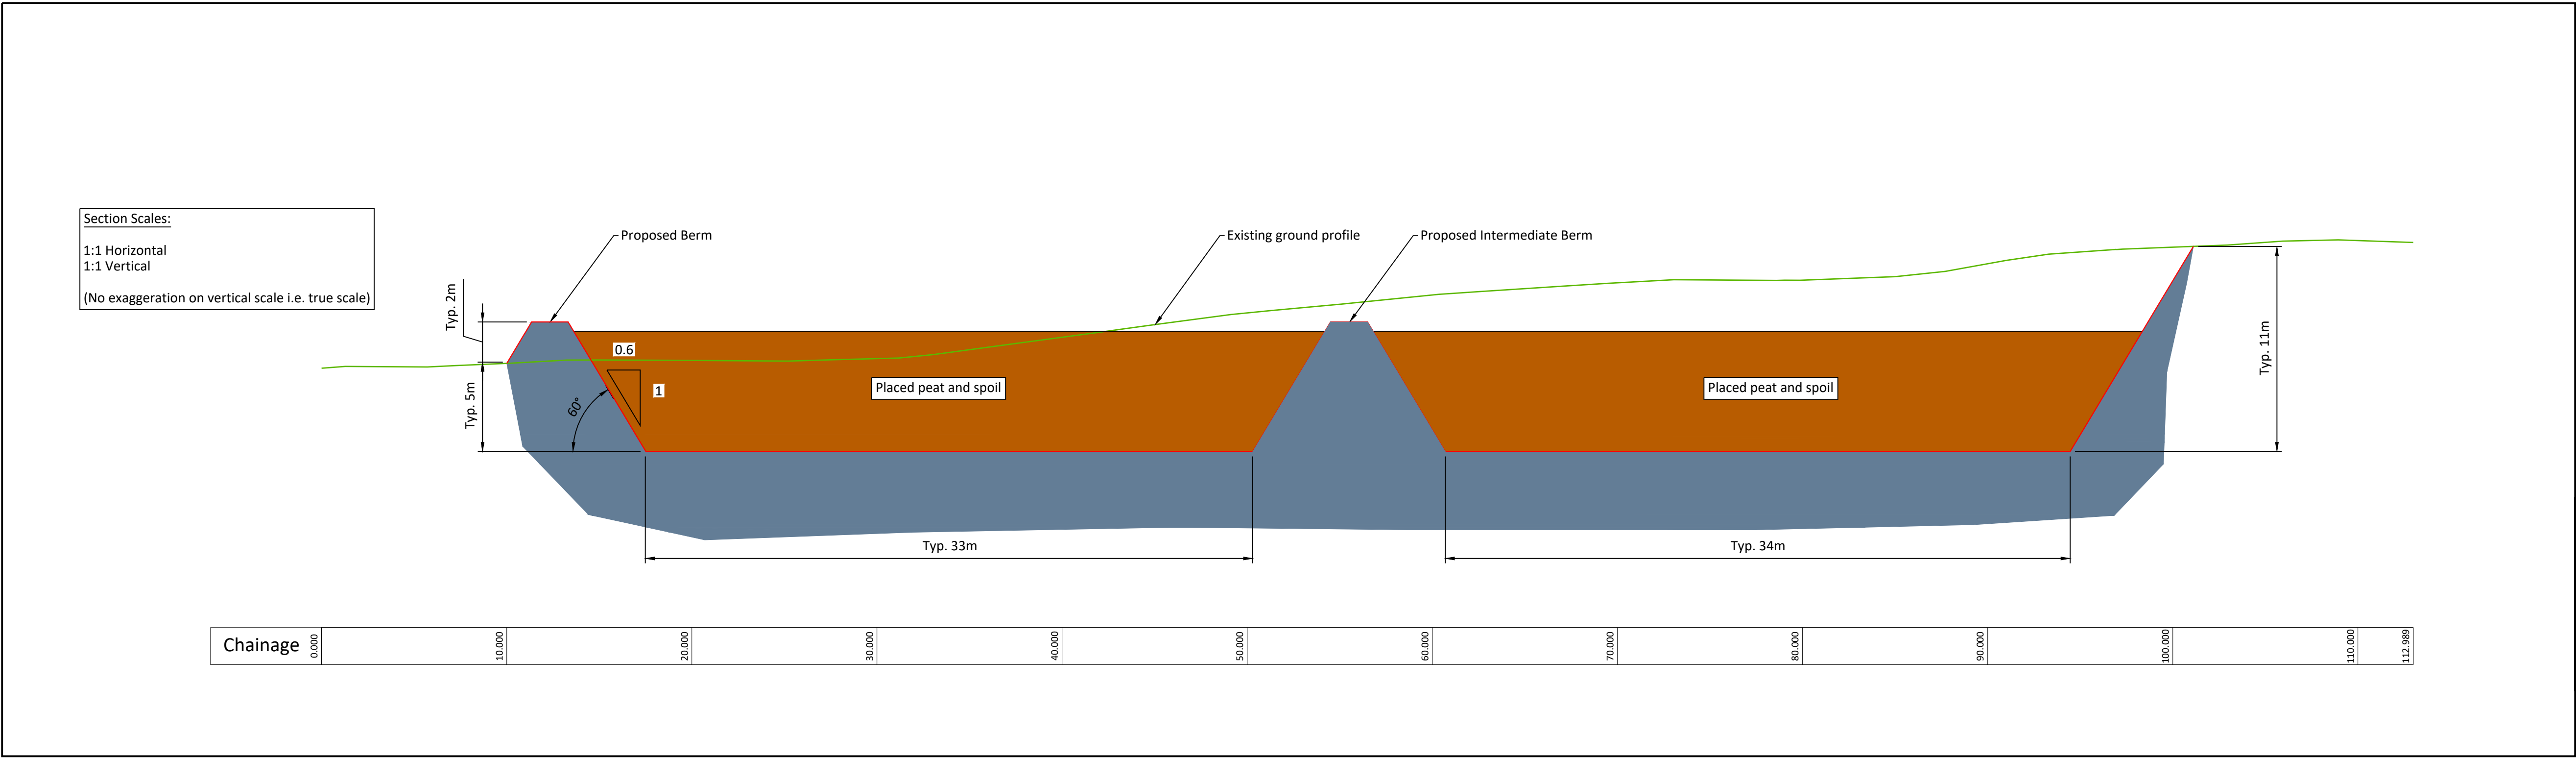 Section Scales:
1:1 Horizontal
1:1 Vertical
(No exaggeration on vertical scale i.e. true scale)
Proposed Berm
Existing ground profile
Proposed Intermediate Berm
Typ. 2m
Typ. 5m
0.6
1
60°
Placed peat and spoil
Placed peat and spoil
Typ. 11m
Typ. 33m
Typ. 34m
Chainage
0.000
10.000
20.000
30.000
40.000
50.000
60.000
70.000
80.000
90.000
100.000
110.000
112.989